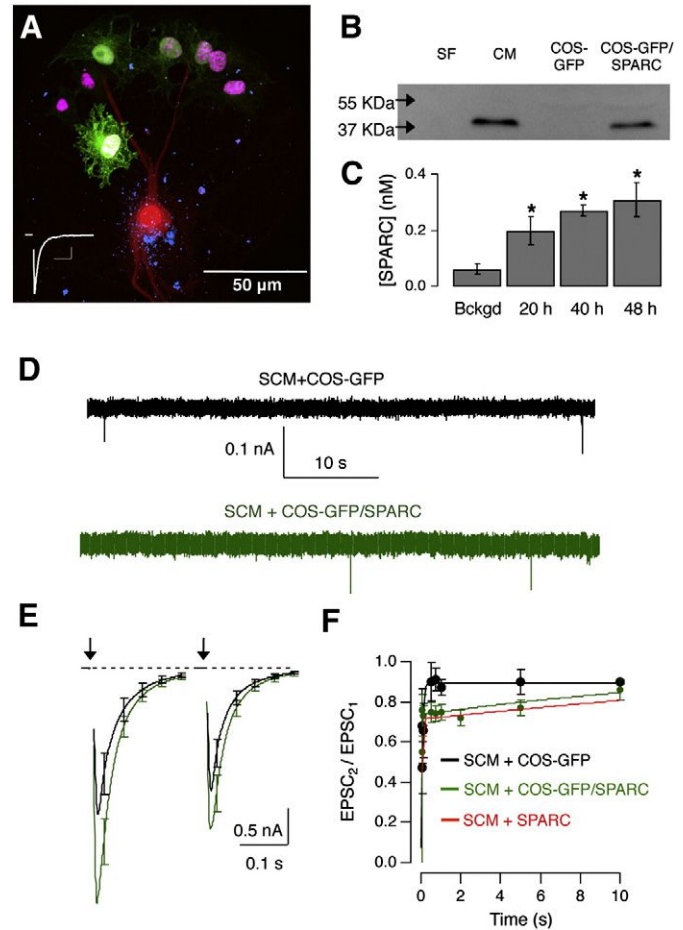 A
50 µm
B
SF CM COS-GFP COS-GFP/SPARC
55 KDa
37 KDa
C
[SPARC] (nM)
0.4
0.2
0.0
Bckgd 20 h 40 h 48 h
D
SCM+COS-GFP
0.1 nA
10 s
SCM + COS-GFP/SPARC
E
0.5 nA
0.1 s
F
EPSC2 / EPSC1
1.0
0.8
0.6
0.4
0.2
0.0
SCM + COS-GFP
SCM + COS-GFP/SPARC
SCM + SPARC
0 2 4 6 8 10
Time (s)